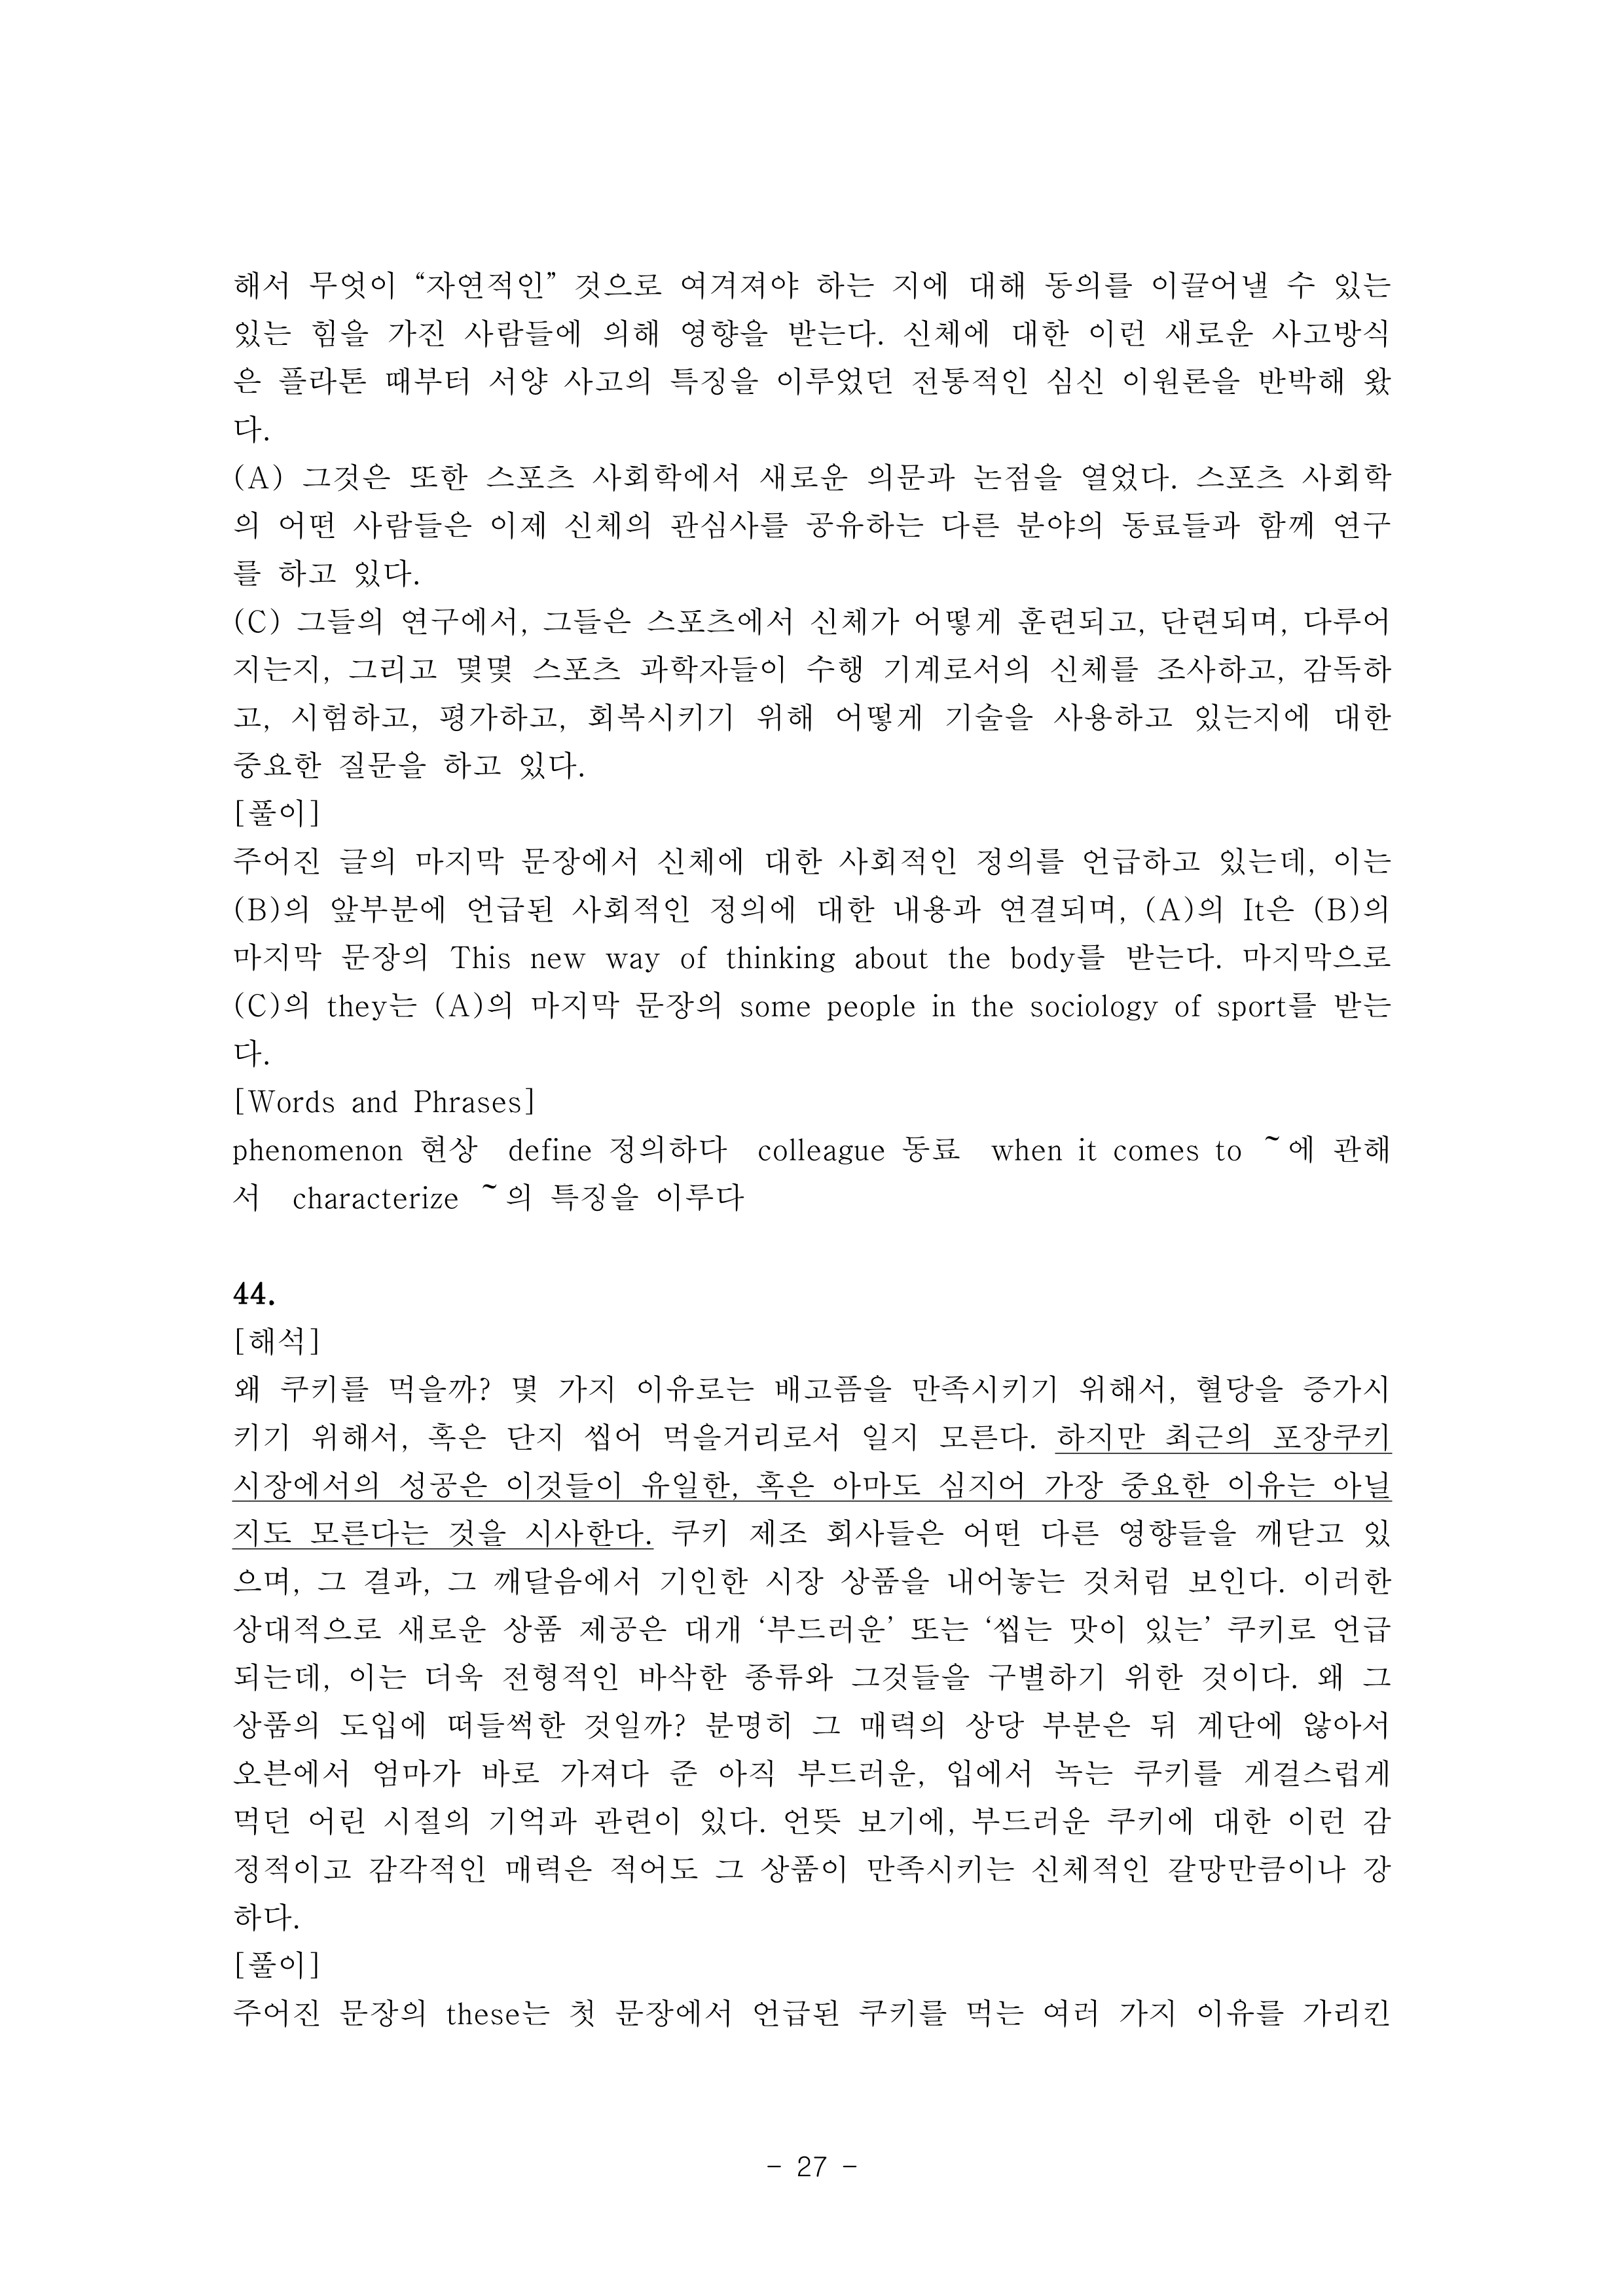 해서 무엇이 “자연적인” 것으로 여겨져야 하는 지에 대해 동의를 이끌어낼 수 있는
있는 힘을 가진 사람들에 의해 영향을 받는다. 신체에 대한 이런 새로운 사고방식
은 플라톤 때부터 서양 사고의 특징을 이루었던 전통적인 심신 이원론을 반박해 왔
다.
(A) 그것은 또한 스포츠 사회학에서 새로운 의문과 논점을 열었다. 스포츠 사회학
의 어떤 사람들은 이제 신체의 관심사를 공유하는 다른 분야의 동료들과 함께 연구
를 하고 있다.
(C) 그들의 연구에서, 그들은 스포츠에서 신체가 어떻게 훈련되고, 단련되며, 다루어
지는지, 그리고 몇몇 스포츠 과학자들이 수행 기계로서의 신체를 조사하고, 감독하
고, 시험하고, 평가하고, 회복시키기 위해 어떻게 기술을 사용하고 있는지에 대한
중요한 질문을 하고 있다.
[풀이]
주어진 글의 마지막 문장에서 신체에 대한 사회적인 정의를 언급하고 있는데, 이는
(B)의 앞부분에 언급된 사회적인 정의에 대한 내용과 연결되며, (A)의 It은 (B)의
마지막 문장의 This new way of thinking about the body를 받는다. 마지막으로
(C)의 they는 (A)의 마지막 문장의 some people in the sociology of sport를 받는
다.
[Words and Phrases]
phenomenon 현상 define 정의하다 colleague 동료 when it comes to ~에 관해
서 characterize ~의 특징을 이루다
44.
[해석]
왜 쿠키를 먹을까? 몇 가지 이유로는 배고픔을 만족시키기 위해서, 혈당을 증가시
키기 위해서, 혹은 단지 씹어 먹을거리로서 일지 모른다. 하지만 최근의 포장쿠키
시장에서의 성공은 이것들이 유일한, 혹은 아마도 심지어 가장 중요한 이유는 아닐
지도 모른다는 것을 시사한다. 쿠키 제조 회사들은 어떤 다른 영향들을 깨닫고 있
으며, 그 결과, 그 깨달음에서 기인한 시장 상품을 내어놓는 것처럼 보인다. 이러한
상대적으로 새로운 상품 제공은 대개 ‘부드러운’ 또는 ‘씹는 맛이 있는’ 쿠키로 언급
되는데, 이는 더욱 전형적인 바삭한 종류와 그것들을 구별하기 위한 것이다. 왜 그
상품의 도입에 떠들썩한 것일까? 분명히 그 매력의 상당 부분은 뒤 계단에 않아서
오븐에서 엄마가 바로 가져다 준 아직 부드러운, 입에서 녹는 쿠키를 게걸스럽게
먹던 어린 시절의 기억과 관련이 있다. 언뜻 보기에, 부드러운 쿠키에 대한 이런 감
정적이고 감각적인 매력은 적어도 그 상품이 만족시키는 신체적인 갈망만큼이나 강
하다.
[풀이]
주어진 문장의 these는 첫 문장에서 언급된 쿠키를 먹는 여러 가지 이유를 가리킨
- 27 -